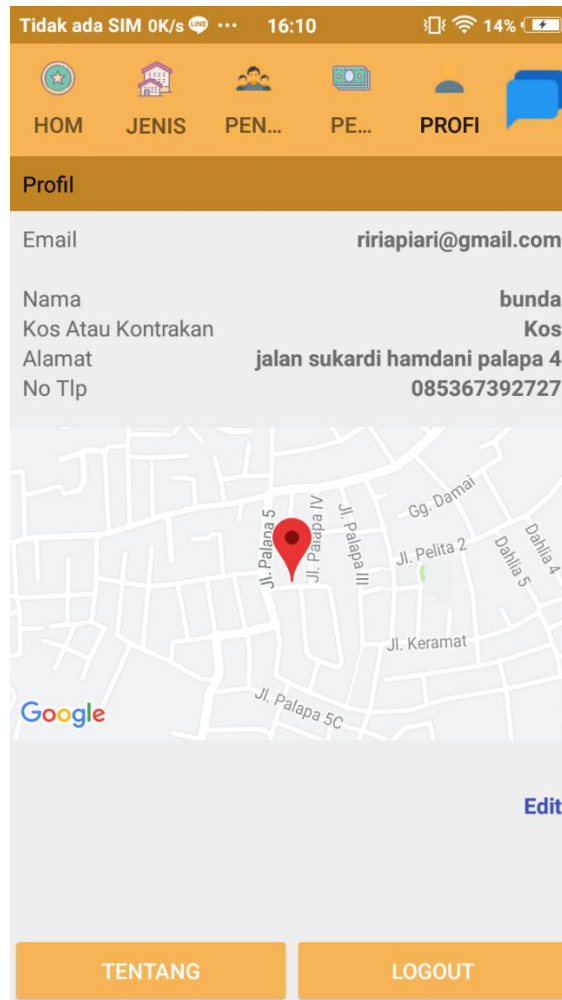 Tidak ada SIM 0K/s LINE ... 16:10 14%
HOM JENIS PEN... PE... PROFI
Profil
Email ririapiari@gmail.com
Nama bunda
Kos Atau Kontrakan Kos
Alamat jalan sukardi hamdani palapa 4
No Tlp 085367392727
Jl. Palapa 5
Jl. Palapa IV
Jl. Palapa III
Gg. Damai
Jl. Pelita 2
Dahlia 5
Dahlia 4
Jl. Keramat
Jl. Palapa 5C
Google
Edit
TENTANG LOGOUT